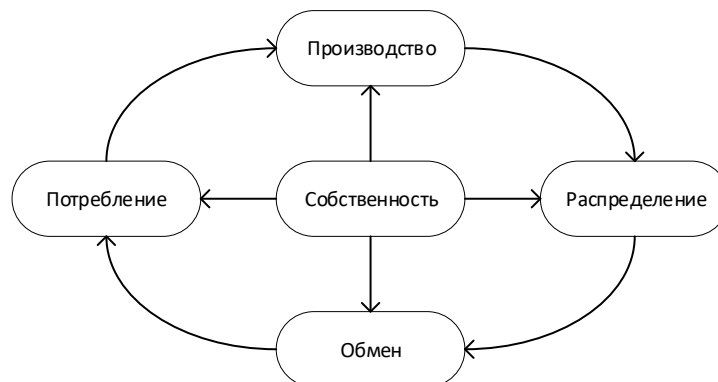 Производство
Потребление
Собственность
Распределение
Обмен